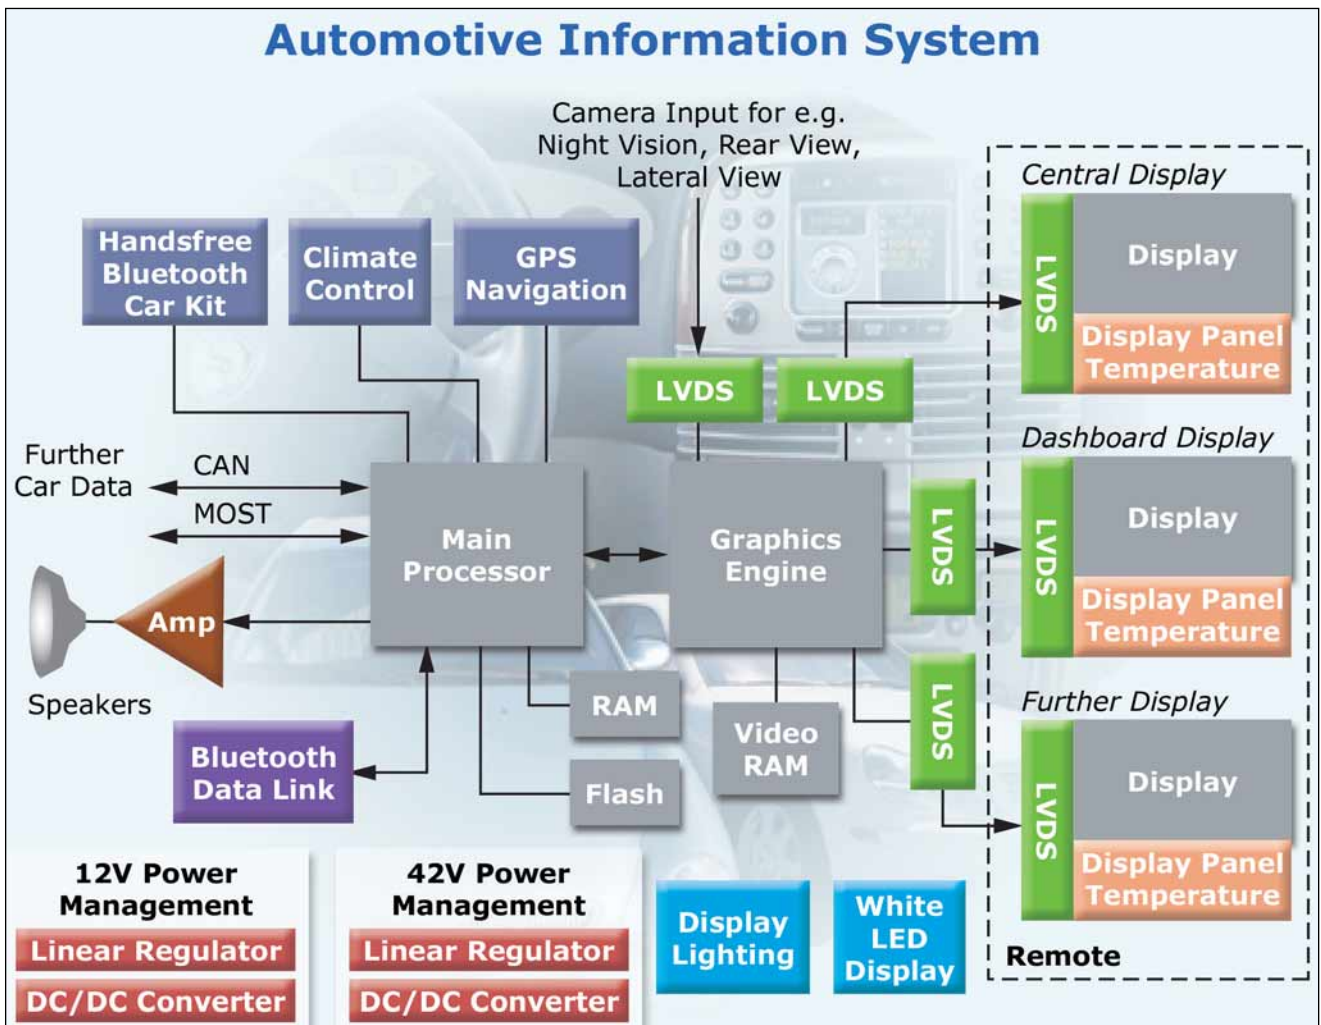 Automotive Information System
Camera Input for e.g.
Night Vision, Rear View,
Lateral View
Handsfree
Bluetooth
Car Kit
Climate
Control
GPS
Navigation
LVDS
LVDS
Further
Car Data
CAN
MOST
Main
Processor
Graphics
Engine
Amp
Speakers
Bluetooth
Data Link
RAM
Flash
Video
RAM
LVDS
LVDS
Central Display
LVDS
Display
Display Panel
Temperature
Dashboard Display
LVDS
Display
Display Panel
Temperature
Further Display
LVDS
Display
Display Panel
Temperature
Remote
12V Power
Management
Linear Regulator
DC/DC Converter
42V Power
Management
Linear Regulator
DC/DC Converter
Display
Lighting
White
LED
Display